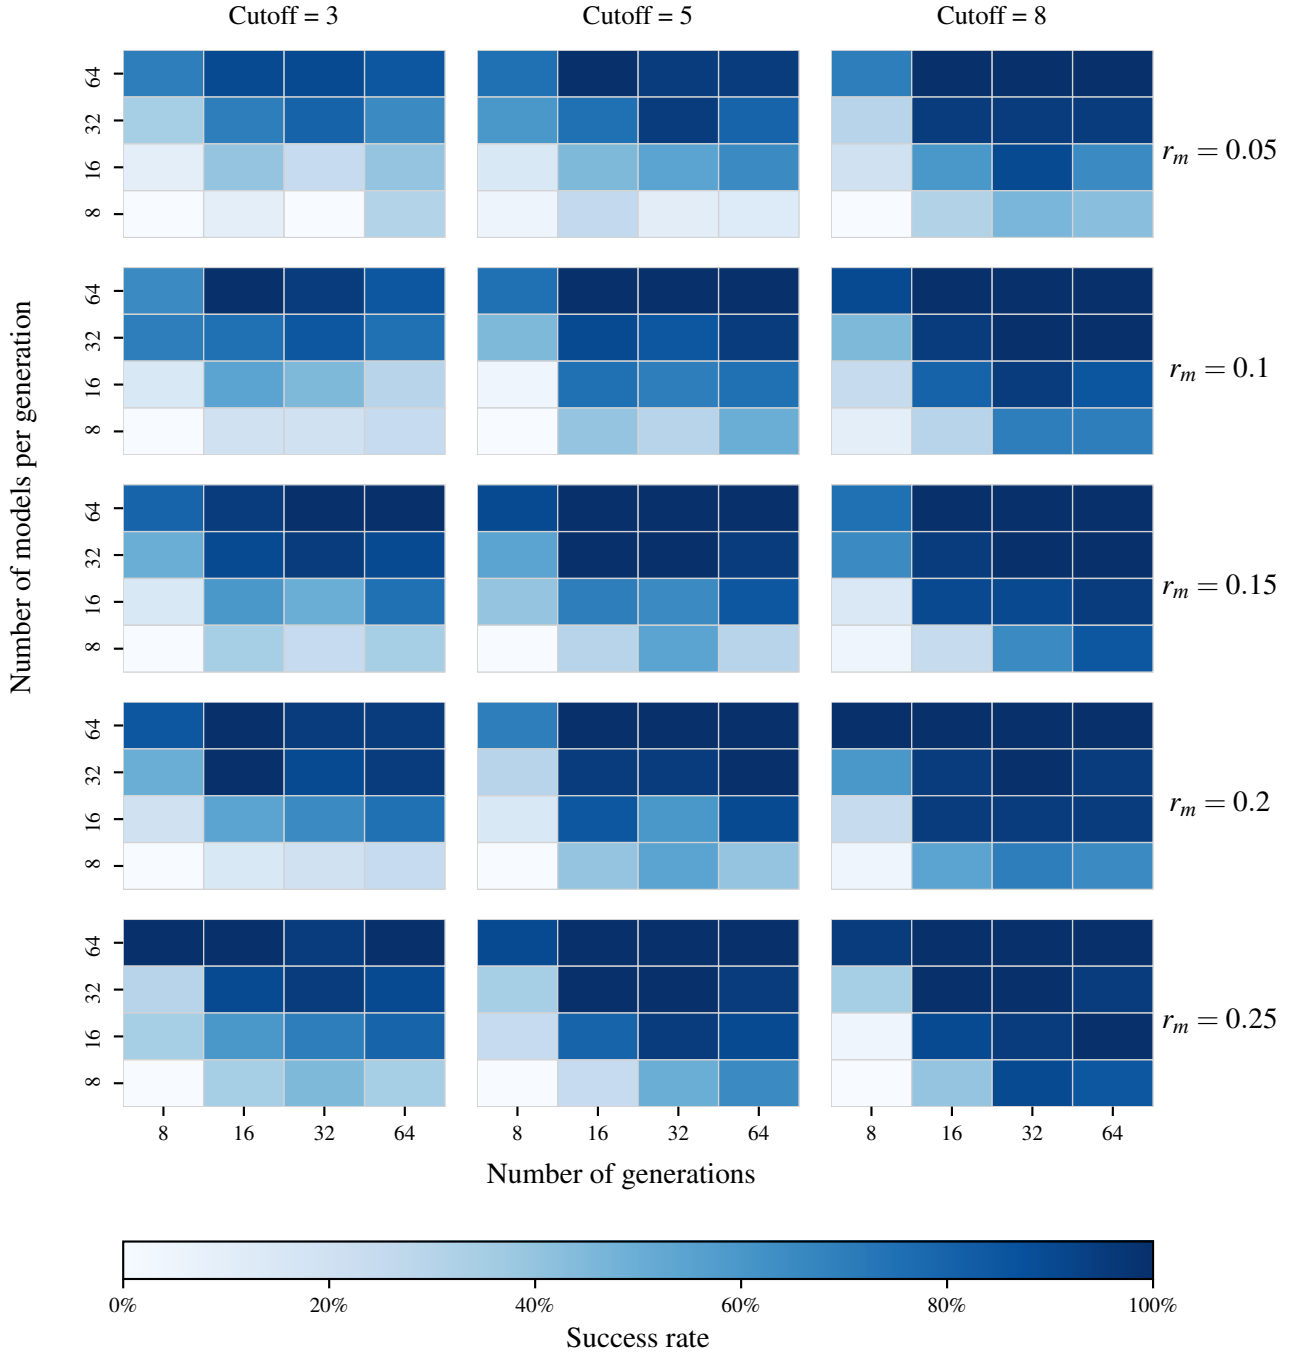 Cutoff = 3
Cutoff = 5
Cutoff = 8
64
32
16
8
r_m = 0.05
64
32
16
8
r_m = 0.1
64
32
16
8
r_m = 0.15
64
32
16
8
r_m = 0.2
64
32
16
8
r_m = 0.25
Number of models per generation
8 16 32 64
8 16 32 64
8 16 32 64
Number of generations
0% 20% 40% 60% 80% 100%
Success rate